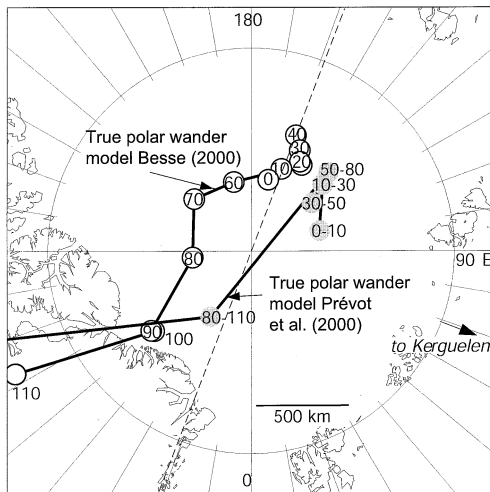 180
True polar wander
model Besse (2000)
40
30
20
10
0
60
70
50-80
10-30
30-50
0-10
80
90 E
True polar wander
model Prévot
et al. (2000)
80-110
90
100
to Kerguelen
110
500 km
0